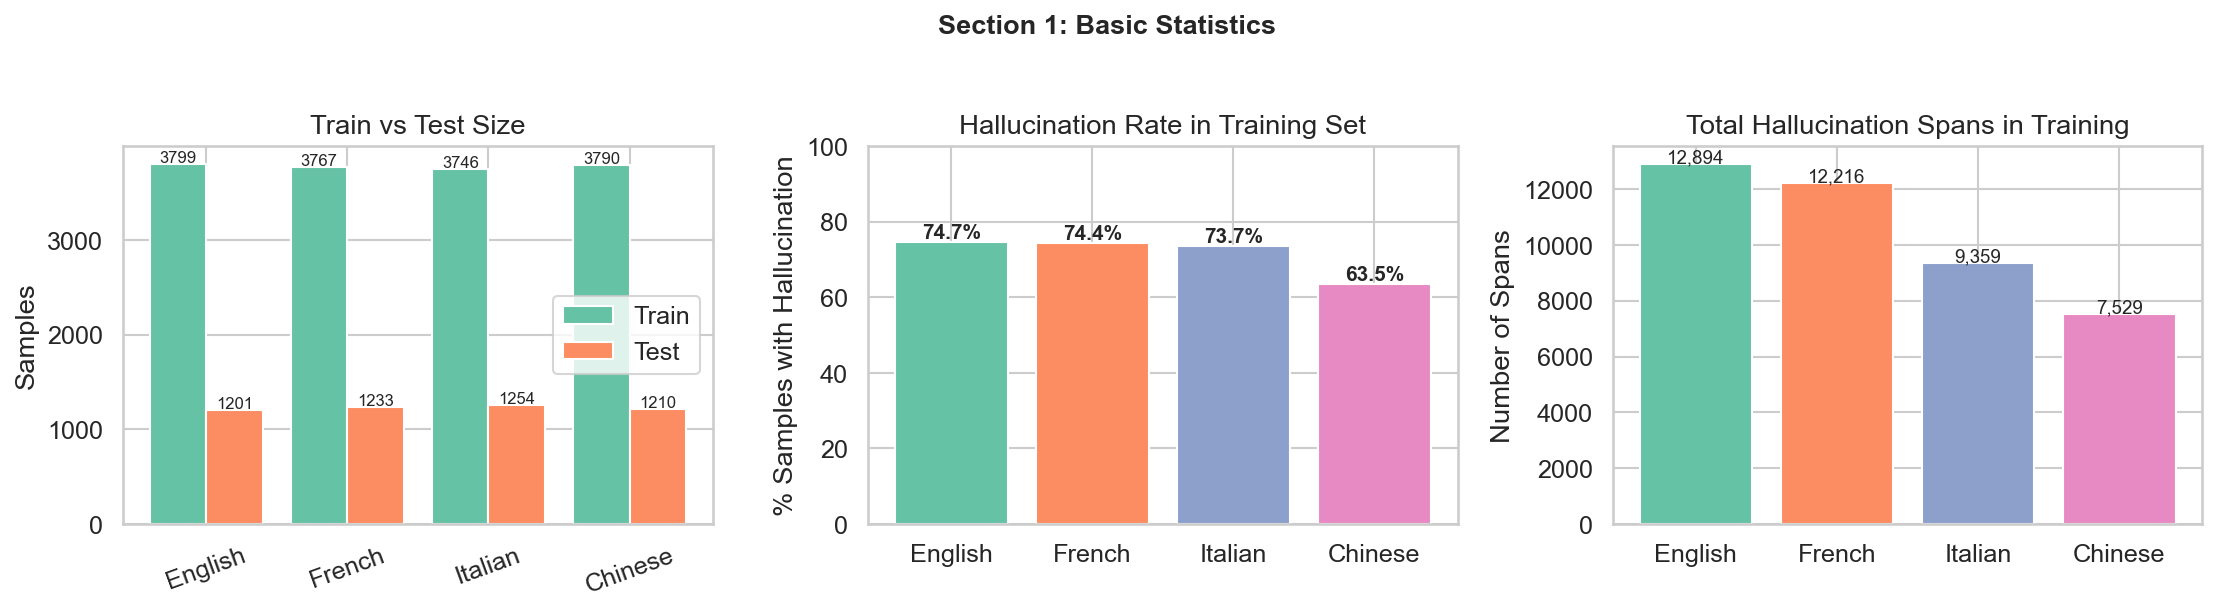 Section 1: Basic Statistics
Train vs Test Size
Samples
3000
2000
1000
0
3799
3767
3746
3790
1201
1233
1254
1210
Train
Test
English
French
Italian
Chinese
Hallucination Rate in Training Set
% Samples with Hallucination
100
80
60
40
20
0
74.7%
74.4%
73.7%
63.5%
English
French
Italian
Chinese
Total Hallucination Spans in Training
Number of Spans
12000
10000
8000
6000
4000
2000
0
12,894
12,216
9,359
7,529
English
French
Italian
Chinese